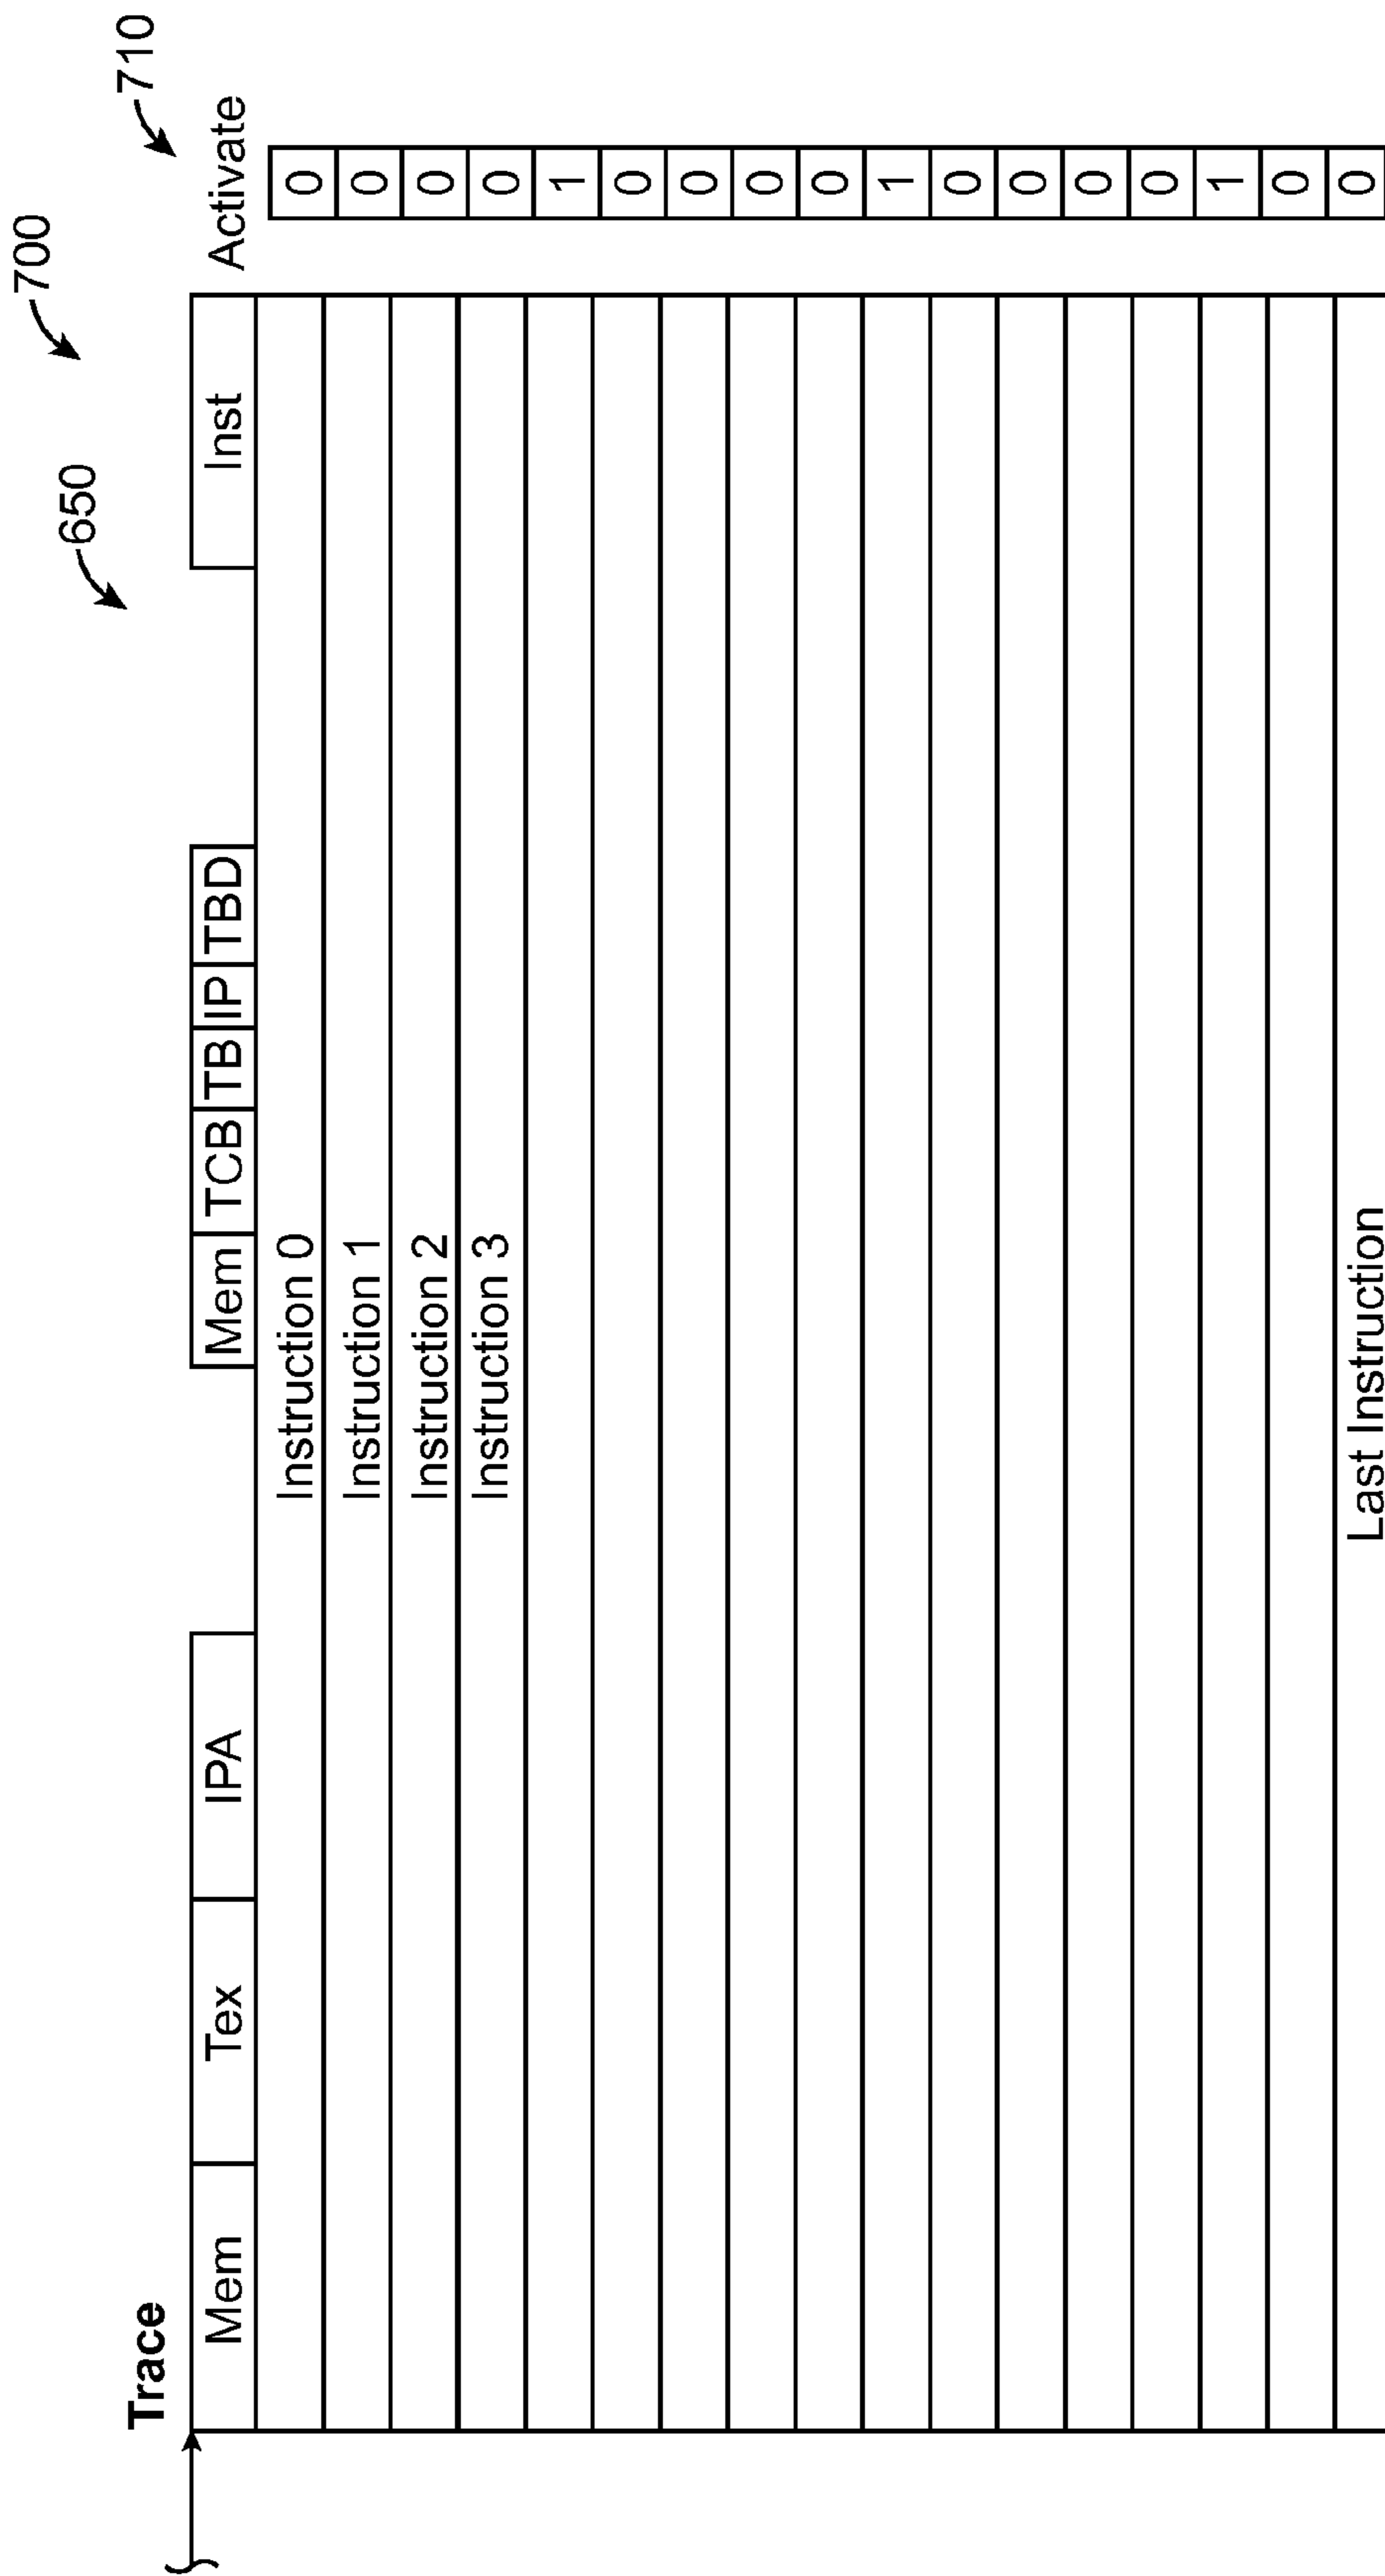 700
650
710
Trace
Mem Tex IPA Mem TCB TB IP TBD Inst Activate
Instruction 0 0
Instruction 1 0
Instruction 2 0
Instruction 3 0
1
0
0
0
0
1
0
0
0
0
1
0
Last Instruction 0